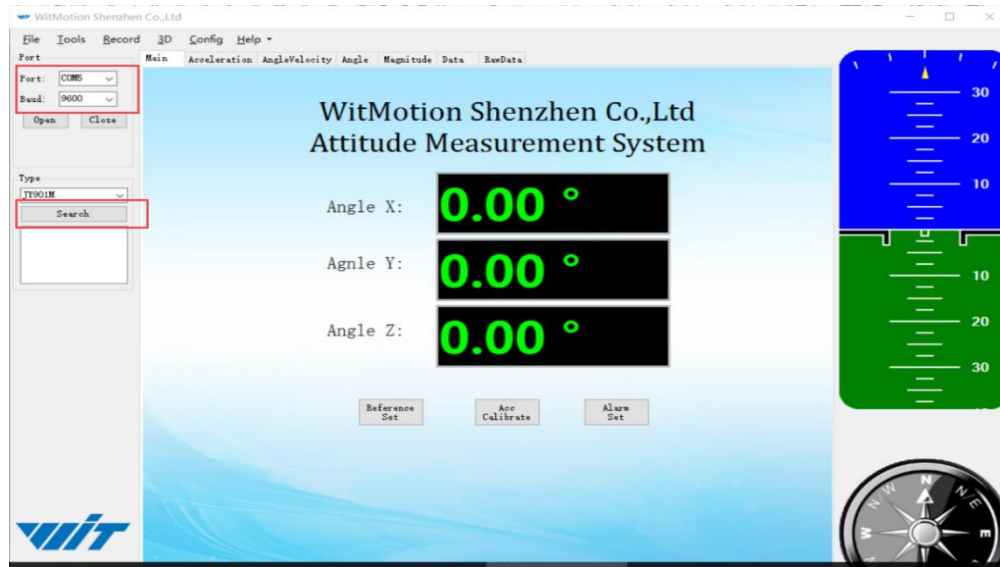 WitMotion Shenzhen Co.,Ltd
File Tools Record 3D Config Help
Port
Port: COM5
Baud: 9600
Open Close
Type
JY901M
Search
Main Acceleration AngleVelocity Angle Magnitude Data RawData
WitMotion Shenzhen Co.,Ltd
Attitude Measurement System
Angle X: 0.00 °
Agnle Y: 0.00 °
Angle Z: 0.00 °
Reference
Set
Acc
Calibrate
Alarm
Set
30
20
10
10
20
30
N
N/W
N/E
W
E
WIT